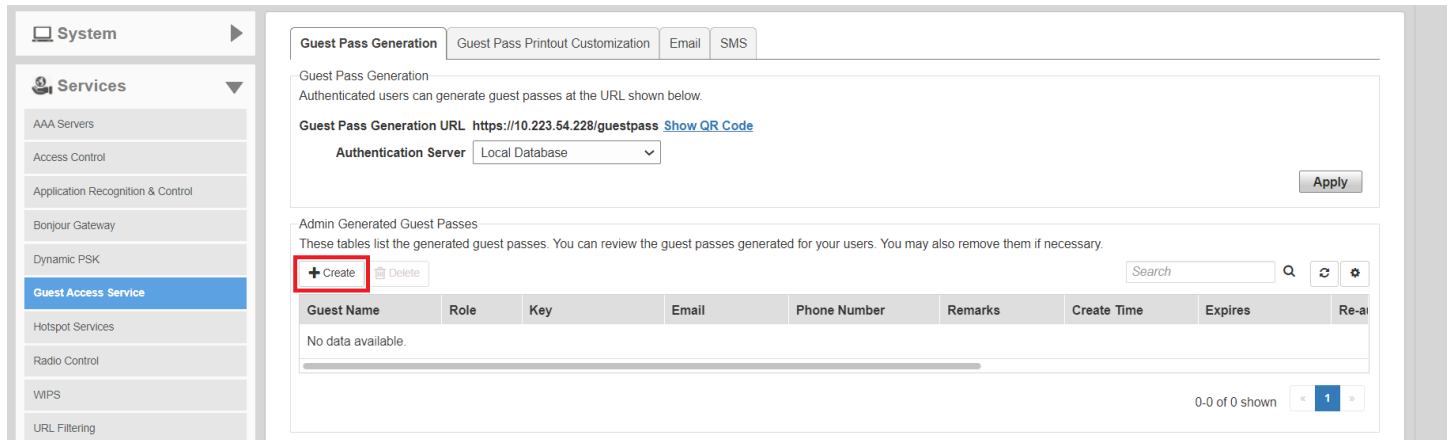 System
Services
AAA Servers
Access Control
Application Recognition & Control
Bonjour Gateway
Dynamic PSK
Guest Access Service
Hotspot Services
Radio Control
WIPS
URL Filtering
Guest Pass Generation Guest Pass Printout Customization Email SMS
Guest Pass Generation
Authenticated users can generate guest passes at the URL shown below.
Guest Pass Generation URL https://10.223.54.228/guestpass Show QR Code
Authentication Server Local Database
Apply
Admin Generated Guest Passes
These tables list the generated guest passes. You can review the guest passes generated for your users. You may also remove them if necessary.
+ Create Delete Search
Guest Name Role Key Email Phone Number Remarks Create Time Expires Re-au
No data available.
0-0 of 0 shown « 1 »